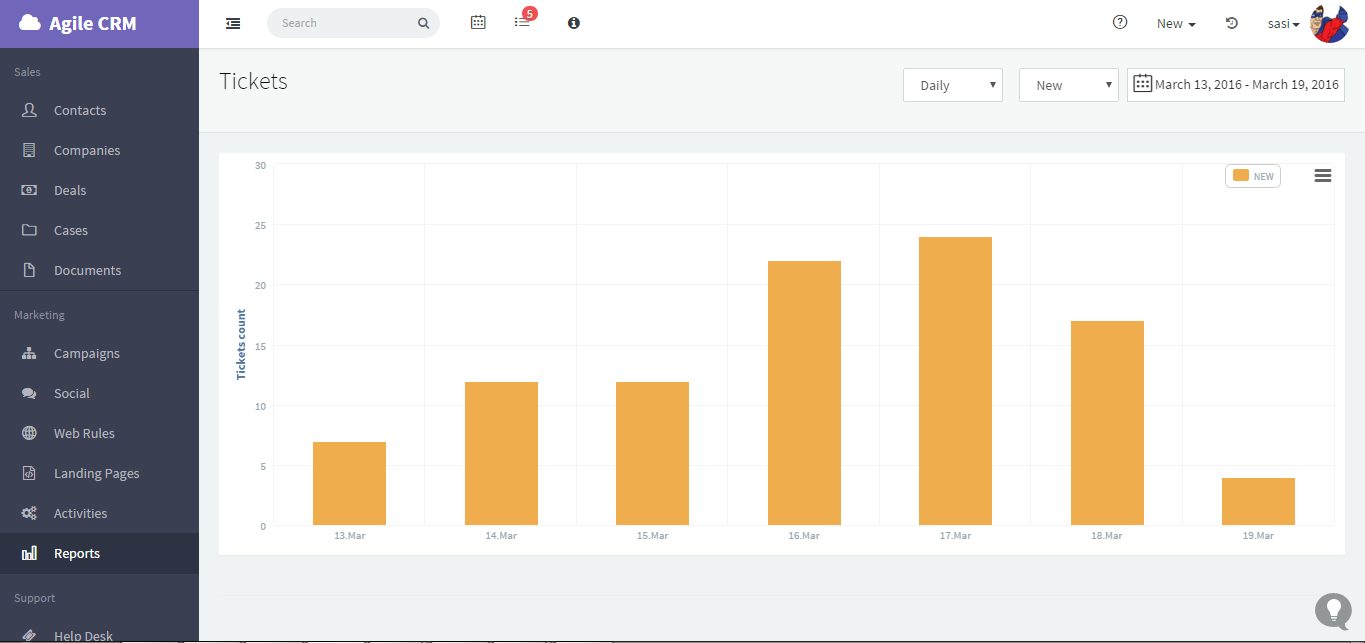 Agile CRM
Search
5
New
sasi
Sales
Contacts
Companies
Deals
Cases
Documents
Marketing
Campaigns
Social
Web Rules
Landing Pages
Activities
Reports
Support
Help Desk
Tickets
Daily
New
March 13, 2016 - March 19, 2016
NEW
Tickets count
30
25
20
15
10
5
0
13.Mar
14.Mar
15.Mar
16.Mar
17.Mar
18.Mar
19.Mar